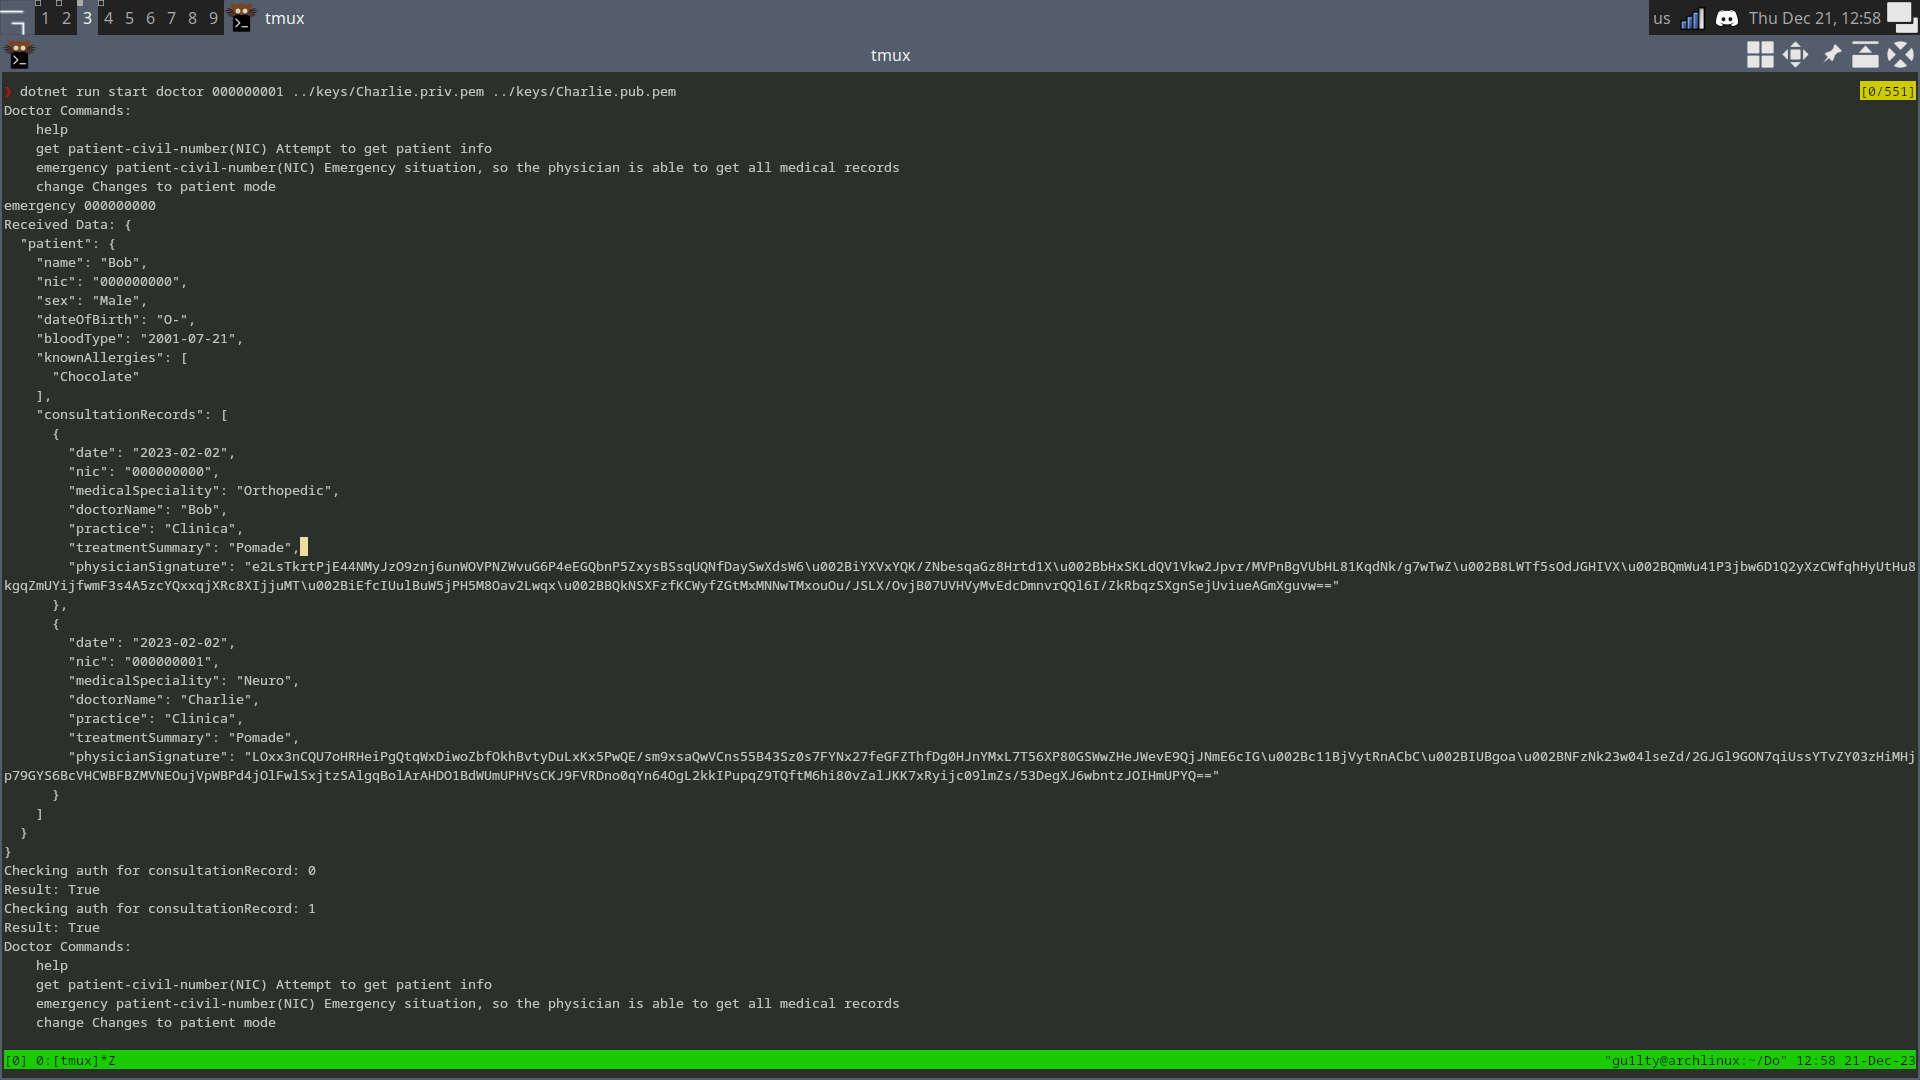 1 2 3 4 5 6 7 8 9 tmux us Thu Dec 21, 12:58
tmux
❯ dotnet run start doctor 000000001 ../keys/Charlie.priv.pem ../keys/Charlie.pub.pem [0/551]
Doctor Commands:
    help
    get patient-civil-number(NIC) Attempt to get patient info
    emergency patient-civil-number(NIC) Emergency situation, so the physician is able to get all medical records
    change Changes to patient mode
emergency 000000000
Received Data: {
  "patient": {
    "name": "Bob",
    "nic": "000000000",
    "sex": "Male",
    "dateOfBirth": "O-",
    "bloodType": "2001-07-21",
    "knownAllergies": [
      "Chocolate"
    ],
    "consultationRecords": [
      {
        "date": "2023-02-02",
        "nic": "000000000",
        "medicalSpeciality": "Orthopedic",
        "doctorName": "Bob",
        "practice": "Clinica",
        "treatmentSummary": "Pomade",
        "physicianSignature": "e2LsTkrtPjE44NMyJzO9znj6unWOVPNZWvuG6P4eEGQbnP5ZxysBSsqUQNfDaySwXdsW6\u002BiYXVxYQK/ZNbesqaGz8Hrtd1X\u002BbHxSKLdQV1Vkw2Jpvr/MVPnBgVUbHL81KqdNk/g7wTwZ\u002B8LWTf5sOdJGHIVX\u002BQmWu41P3jbw6D1Q2yXzCWfqhHyUtHu8
kgqZmUYijfwmF3s4A5zcYQxxqjXRc8XIjjuMT\u002BiEfcIUulBuW5jPH5M8Oav2Lwqx\u002BBQkNSXFzfKCWyfZGtMxMNNwTMxouOu/JSLX/OvjB07UVHVyMvEdcDmnvrQQl6I/ZkRbqzSXgnSejUviueAGmXguvw=="
      },
      {
        "date": "2023-02-02",
        "nic": "000000001",
        "medicalSpeciality": "Neuro",
        "doctorName": "Charlie",
        "practice": "Clinica",
        "treatmentSummary": "Pomade",
        "physicianSignature": "LOxx3nCQU7oHRHeiPgQtqWxDiwoZbfOkhBvtyDuLxKx5PwQE/sm9xsaQwVCns55B43Sz0s7FYNx27feGFZThfDg0HJnYMxL7T56XP80GSWwZHeJWevE9QjJNmE6cIG\u002Bc11BjVytRnACbC\u002BIUBgoa\u002BNFzNk23w04lseZd/2GJGl9GON7qiUssYTvZY03zHiMHj
p79GYS6BcVHCWBFBZMVNEOujVpWBPd4jOlFwlSxjtzSAlgqBolArAHDO1BdWUmUPHVsCKJ9FVRDno0qYn64OgL2kkIPupqZ9TQftM6hi80vZalJKK7xRyijc09lmZs/53DegXJ6wbntzJOIHmUPYQ=="
      }
    ]
  }
}
Checking auth for consultationRecord: 0
Result: True
Checking auth for consultationRecord: 1
Result: True
Doctor Commands:
    help
    get patient-civil-number(NIC) Attempt to get patient info
    emergency patient-civil-number(NIC) Emergency situation, so the physician is able to get all medical records
    change Changes to patient mode
[0] 0:[tmux]*Z "gu1lty@archlinux:~/Do" 12:58 21-Dec-23